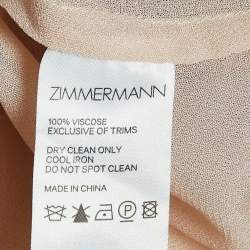 ZIMMERMANN
100% VISCOSE
EXCLUSIVE OF TRIMS
DRY CLEAN ONLY
COOL IRON
DO NOT SPOT CLEAN
MADE IN CHINA
P